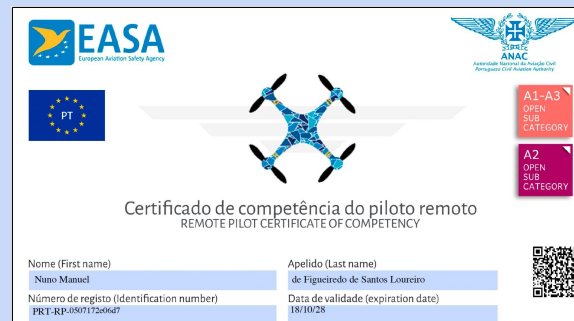 EASA
European Aviation Safety Agency
ANAC
Autoridade Nacional da Aviação Civil
Portuguese Civil Aviation Authority
PT
A1-A3
OPEN
SUB
CATEGORY
A2
OPEN
SUB
CATEGORY
Certificado de competência do piloto remoto
REMOTE PILOT CERTIFICATE OF COMPETENCY
Nome (First name)
Apelido (Last name)
Nuno Manuel
de Figueiredo de Santos Loureiro
Número de registo (Identification number)
Data de validade (expiration date)
PRT-RP-0507172e06d7
18/10/28